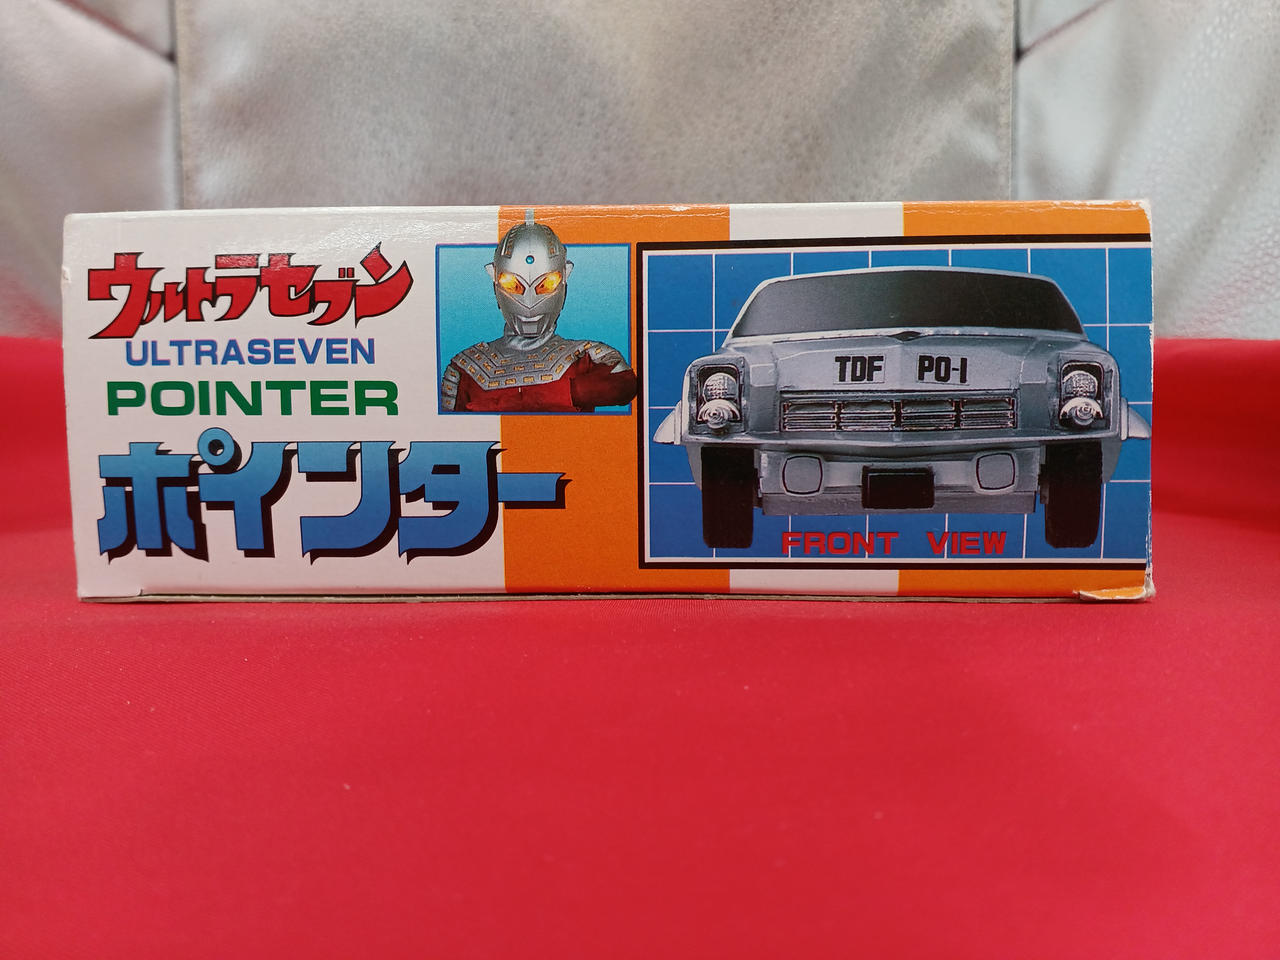 ウルトラセブン
ULTRASEVEN
POINTER
ポインター
TDF PO-1
FRONT VIEW